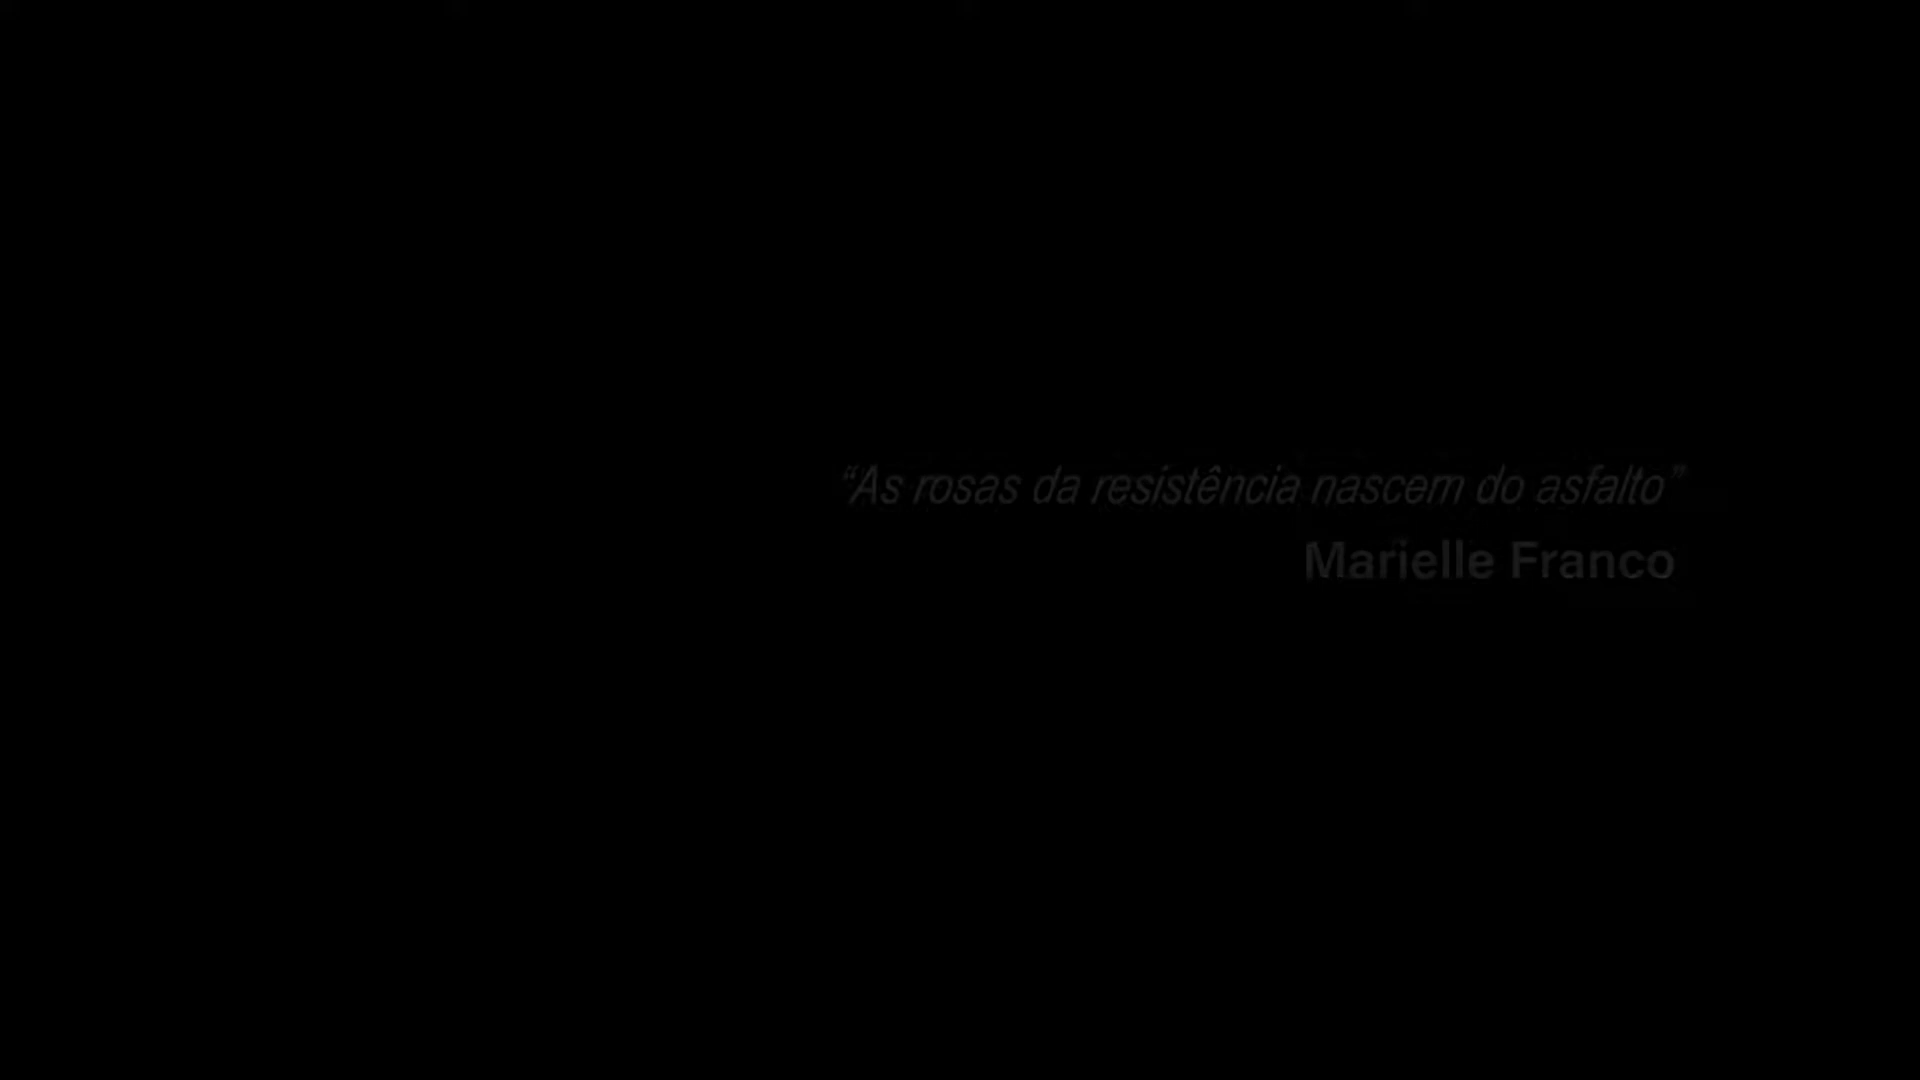 “As rosas da resistência nascem do asfalto”
Marielle Franco